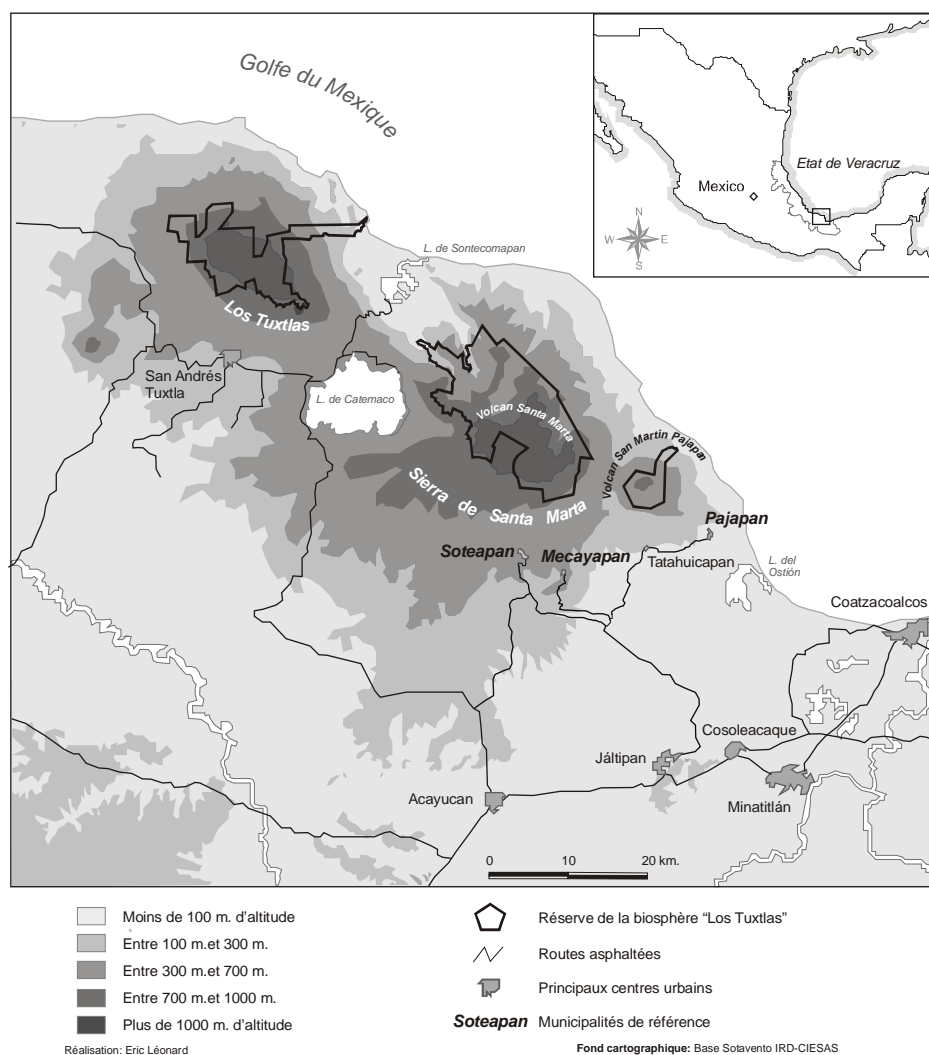 Golfe du Mexique
Etat de Veracruz
Mexico
N
W E
S
L. de Sontecomapan
Los Tuxtlas
San Andrés
Tuxtla
L. de Catemaco
Volcan Santa Marta
Volcan San Martin Pajapan
Sierra de Santa Marta
Pajapan
Soteapan
Mecayapan
Tatahuicapan
L. del
Ostión
Coatzacoalcos
Cosoleacaque
Jáltipan
Minatitlán
Acayucan
0 10 20 km.
Moins de 100 m. d'altitude
Entre 100 m.et 300 m.
Entre 300 m.et 700 m.
Entre 700 m.et 1000 m.
Plus de 1000 m. d'altitude
Réserve de la biosphère “Los Tuxtlas”
Routes asphaltées
Principaux centres urbains
Soteapan Municipalités de référence
Réalisation: Eric Léonard
Fond cartographique: Base Sotavento IRD-CIESAS